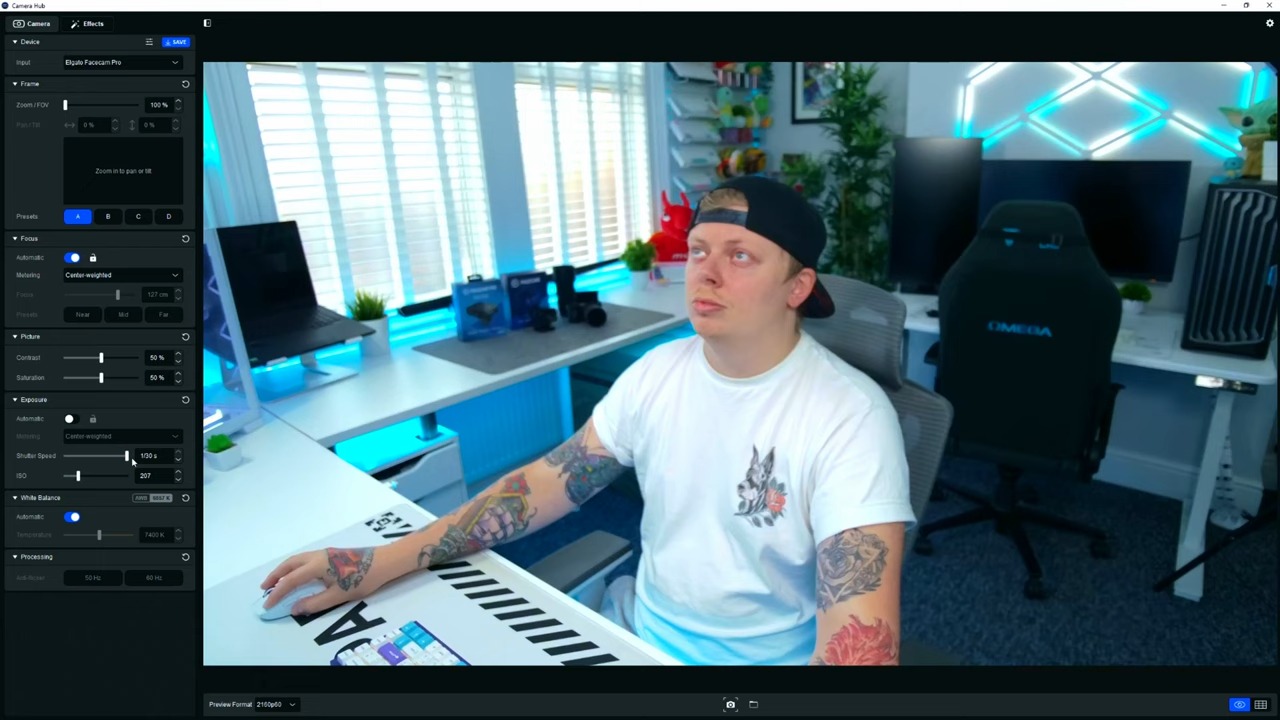 Camera Hub
Camera
Effects
Device
SAVE
Input
Elgato Facecam Pro
Frame
Zoom / FOV
100 %
Pan / Tilt
0 %
0 %
Zoom in to pan or tilt
Presets
A
B
C
D
Focus
Automatic
Metering
Center-weighted
Focus
127 cm
Presets
Near
Mid
Far
Picture
Contrast
50 %
Saturation
50 %
Exposure
Automatic
Metering
Center weighted
Shutter Speed
1/30 s
ISO
207
White Balance
AWB
Automatic
Temperature
7400 K
Processing
Anti-flicker
50 Hz
60 Hz
OMEGA
Preview Format
2160p60